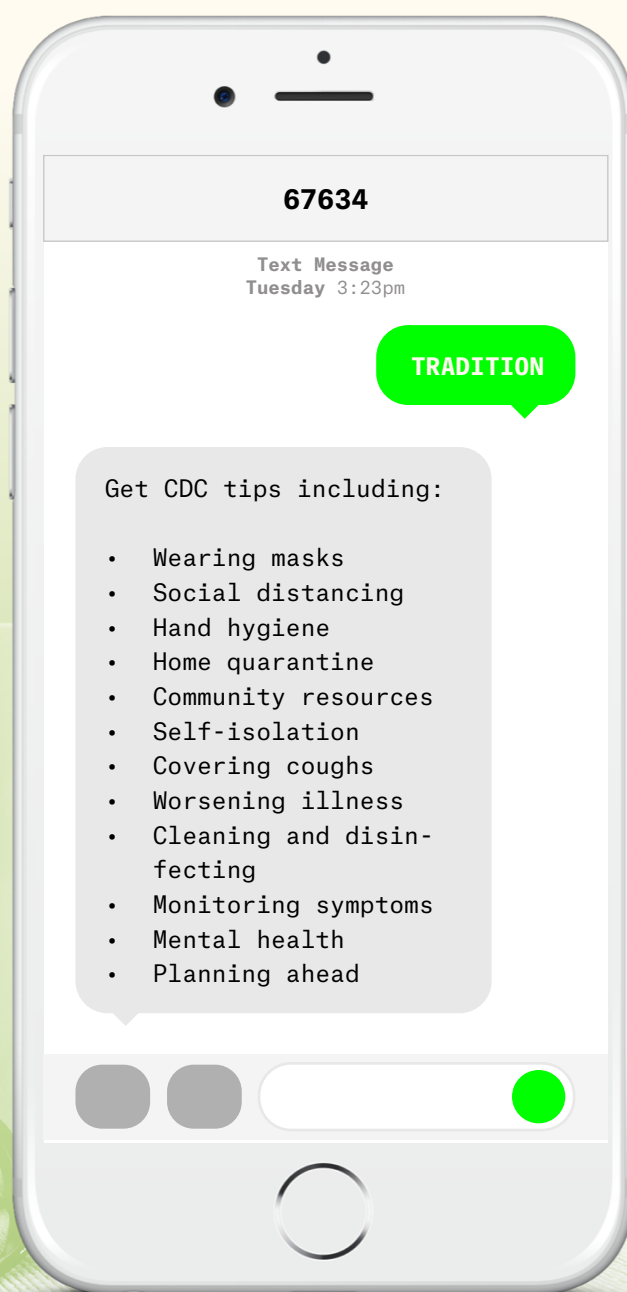 67634
Text Message
Tuesday 3:23pm
TRADITION
Get CDC tips including:
• Wearing masks
• Social distancing
• Hand hygiene
• Home quarantine
• Community resources
• Self-isolation
• Covering coughs
• Worsening illness
• Cleaning and disin-
fecting
• Monitoring symptoms
• Mental health
• Planning ahead